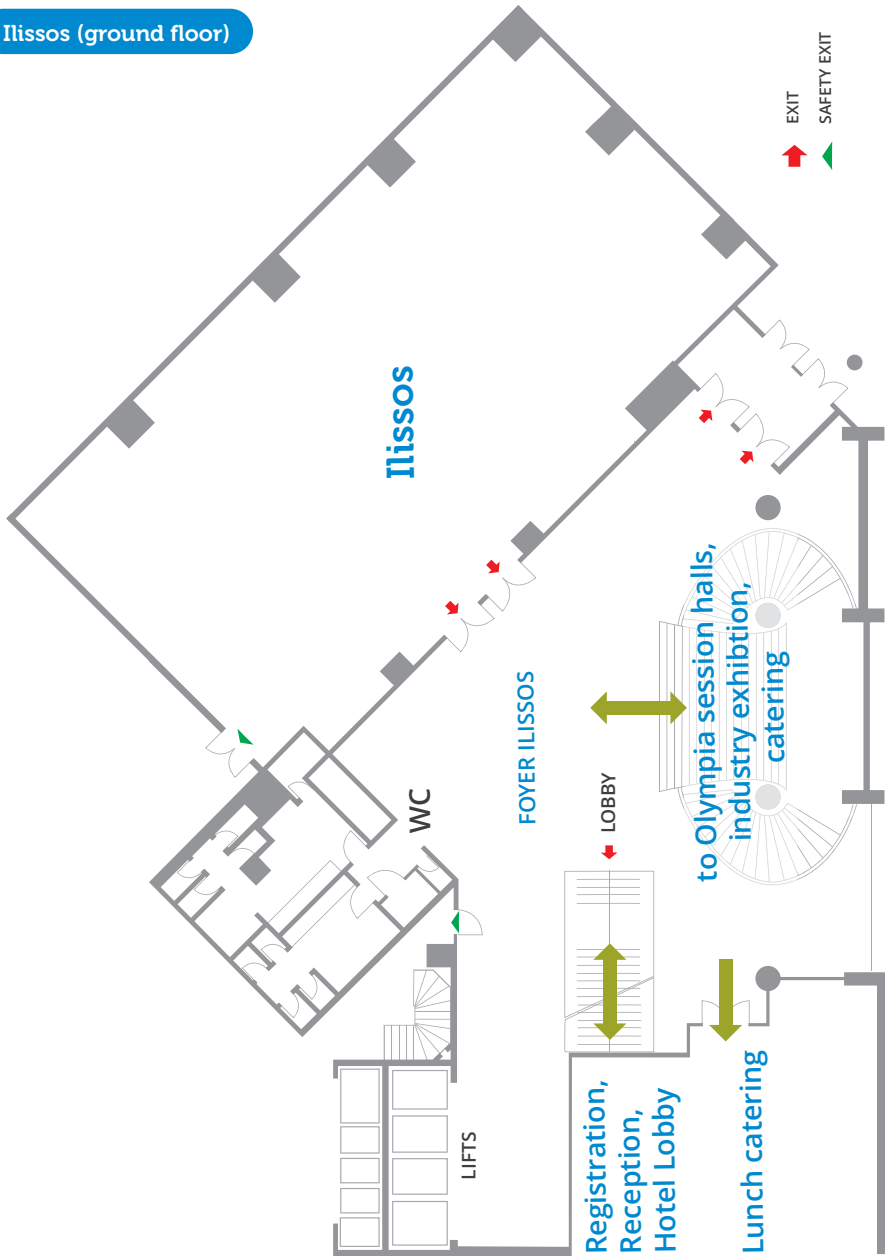 Ilissos (ground floor)
EXIT
SAFETY EXIT
Ilissos
to Olympia session halls,
industry exhibtion,
catering
FOYER ILISSOS
LOBBY
WC
LIFTS
Registration,
Reception,
Hotel Lobby
Lunch catering